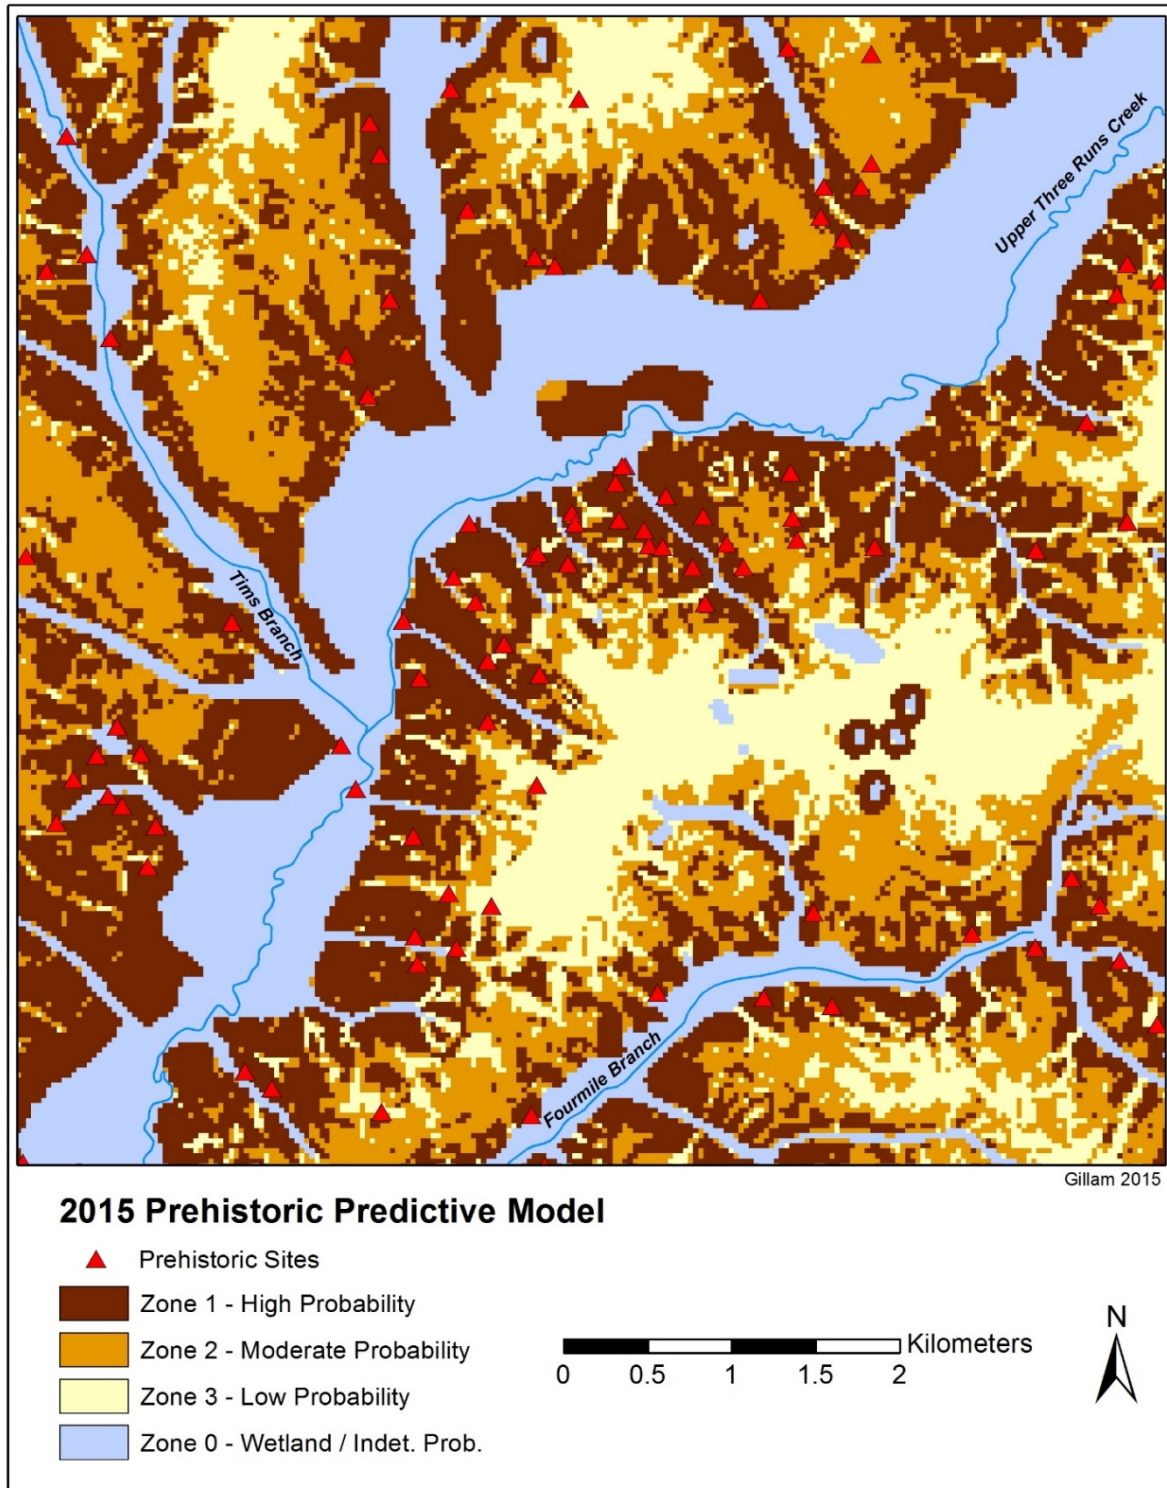 Upper Three Runs Creek
Tims Branch
Fourmile Branch
Gillam 2015
2015 Prehistoric Predictive Model
Prehistoric Sites
Zone 1 - High Probability
Zone 2 - Moderate Probability
Zone 3 - Low Probability
Zone 0 - Wetland / Indet. Prob.
Kilometers
0 0.5 1 1.5 2
N